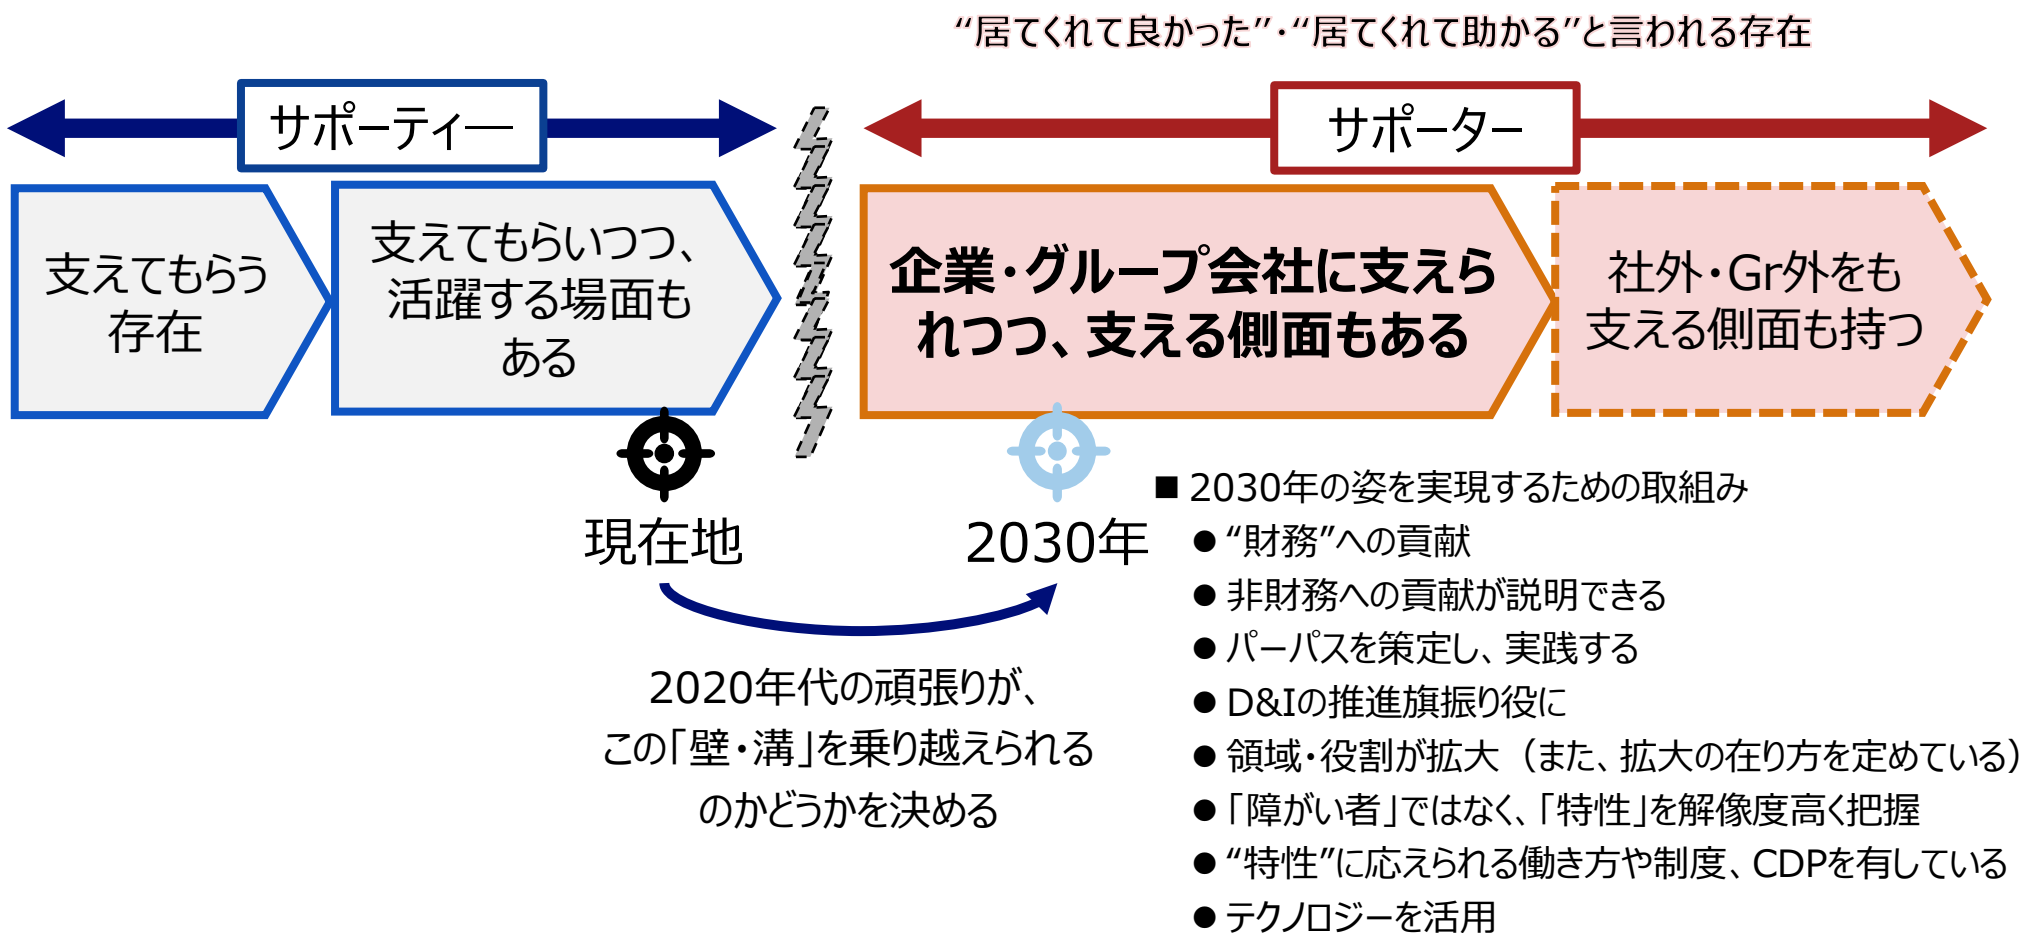 “居てくれて良かった”・“居てくれて助かる”と言われる存在
サポーティー
サポーター
支えてもらう
存在
支えてもらいつつ、
活躍する場面も
ある
企業・グループ会社に支えら
れつつ、支える側面もある
社外・Gr外をも
支える側面も持つ
現在地
2030年
2020年代の頑張りが、
この「壁・溝」を乗り越えられる
のかどうかを決める
■ 2030年の姿を実現するための取組み
● “財務”への貢献
● 非財務への貢献が説明できる
● パーパスを策定し、実践する
● D&Iの推進旗振り役に
● 領域・役割が拡大（また、拡大の在り方を定めている）
● 「障がい者」ではなく、「特性」を解像度高く把握
● “特性”に応えられる働き方や制度、CDPを有している
● テクノロジーを活用